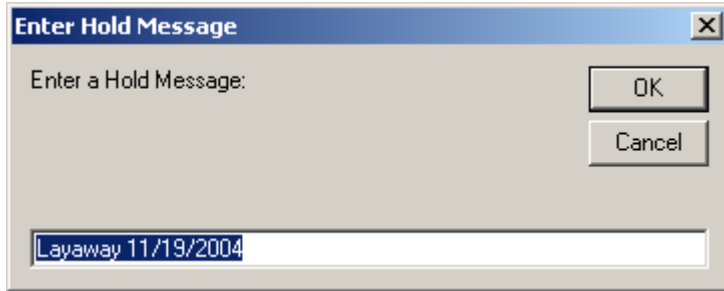 Enter Hold Message
Enter a Hold Message:
OK
Cancel
Layaway 11/19/2004